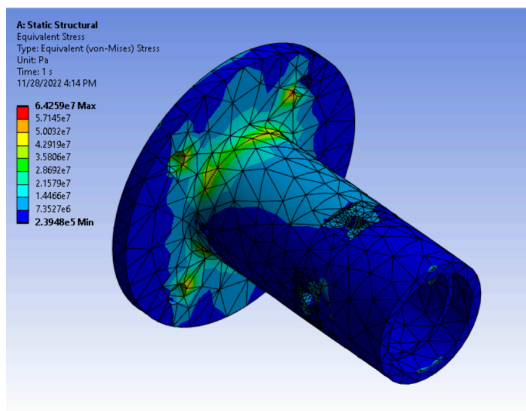 A: Static Structural
Equivalent Stress
Type: Equivalent (von-Mises) Stress
Unit: Pa
Time: 1 s
11/28/2022 4:14 PM
6.4259e7 Max
5.7145e7
5.0032e7
4.2919e7
3.5806e7
2.8692e7
2.1579e7
1.4466e7
7.3527e6
2.3948e5 Min